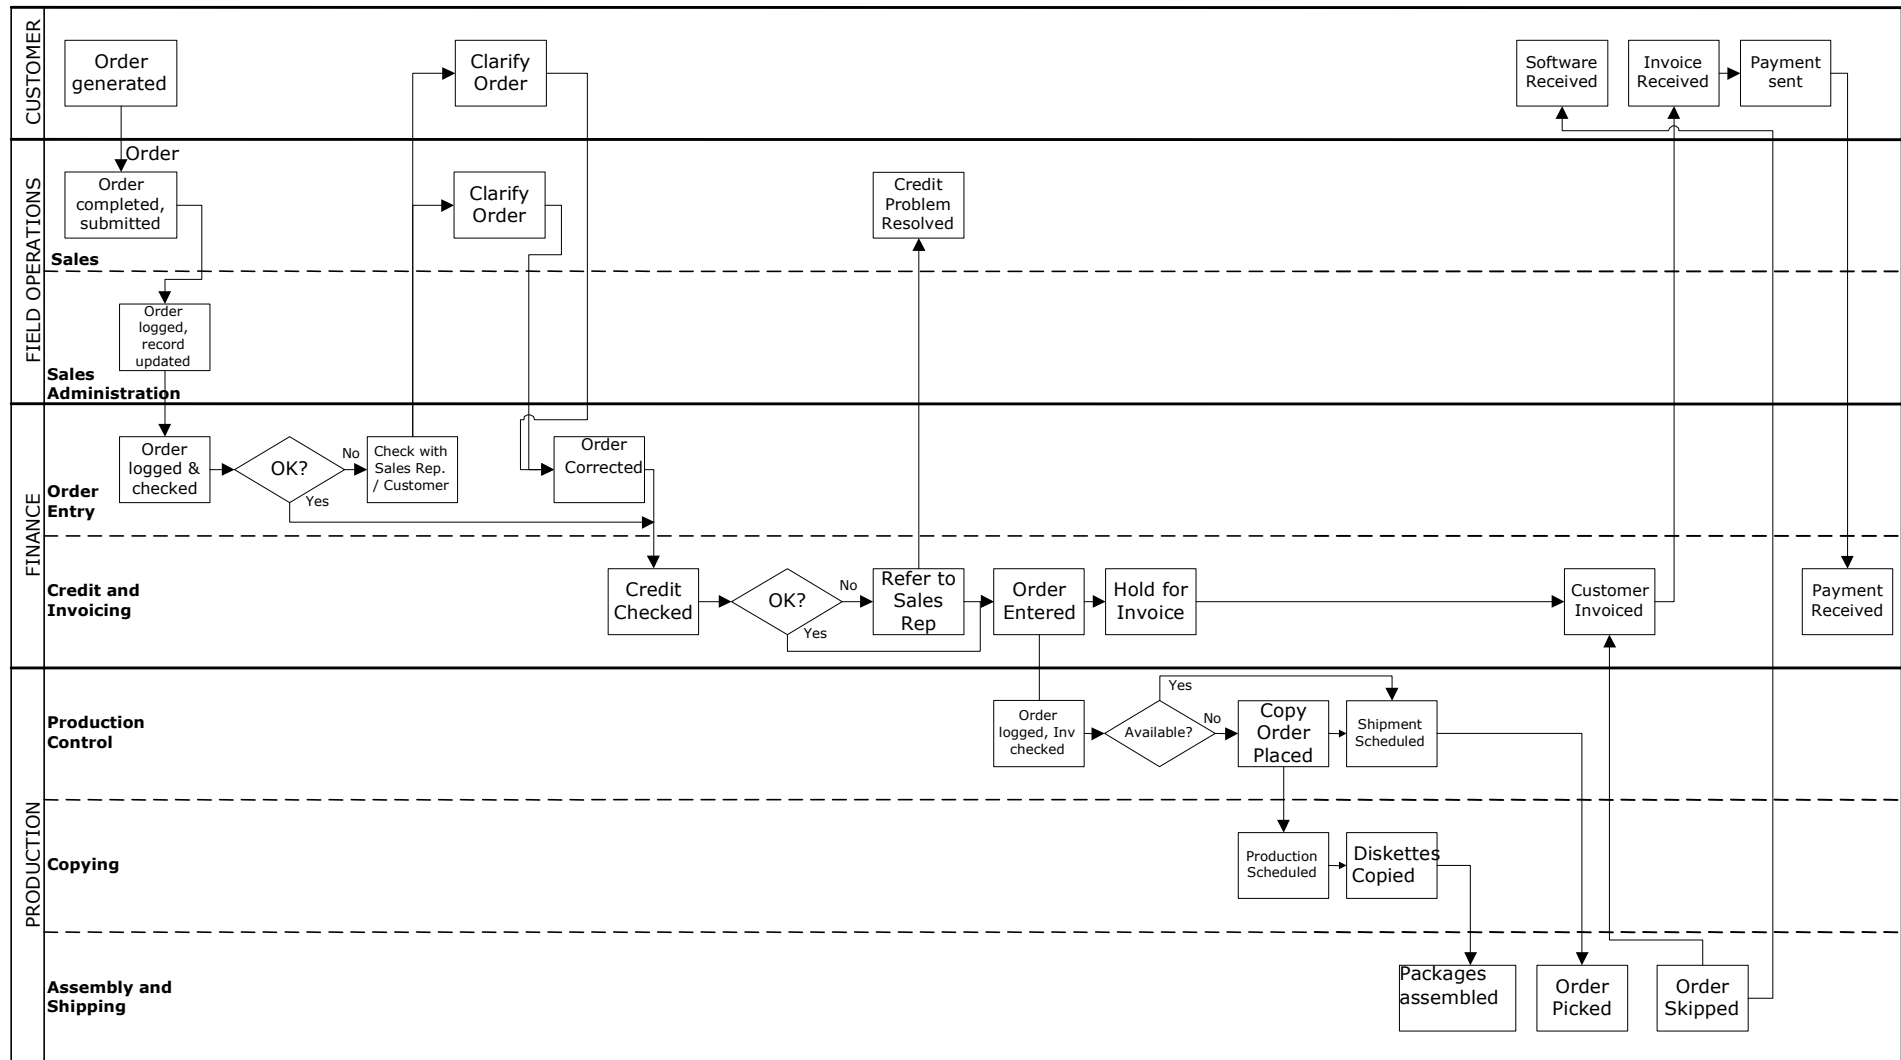 CUSTOMER
Order
generated
Clarify
Order
Software
Received
Invoice
Received
Payment
sent
Order
FIELD OPERATIONS
Order
completed,
submitted
Clarify
Order
Credit
Problem
Resolved
Sales
Order
logged,
record
updated
Sales
Administration
FINANCE
Order
logged &
checked
OK?
No
Yes
Check with
Sales Rep.
/ Customer
Order
Corrected
Order
Entry
Credit and
Invoicing
Credit
Checked
OK?
No
Yes
Refer to
Sales
Rep
Order
Entered
Hold for
Invoice
Customer
Invoiced
Payment
Received
PRODUCTION
Production
Control
Order
logged, Inv
checked
Available?
Yes
No
Copy
Order
Placed
Shipment
Scheduled
Copying
Production
Scheduled
Diskettes
Copied
Assembly and
Shipping
Packages
assembled
Order
Picked
Order
Skipped